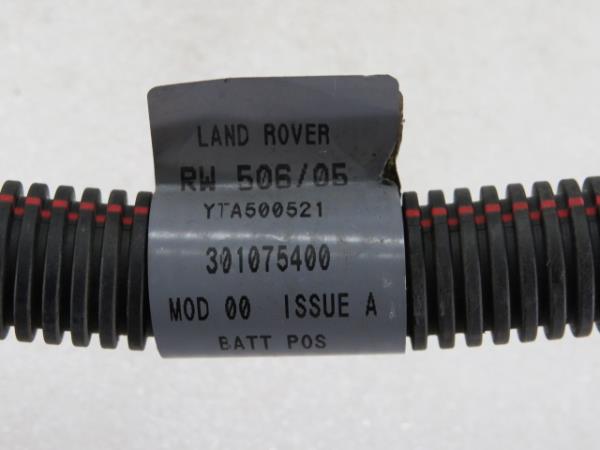 LAND ROVER
RW 506/05
YTA500521
301075400
MOD 00 ISSUE A
BATT POS